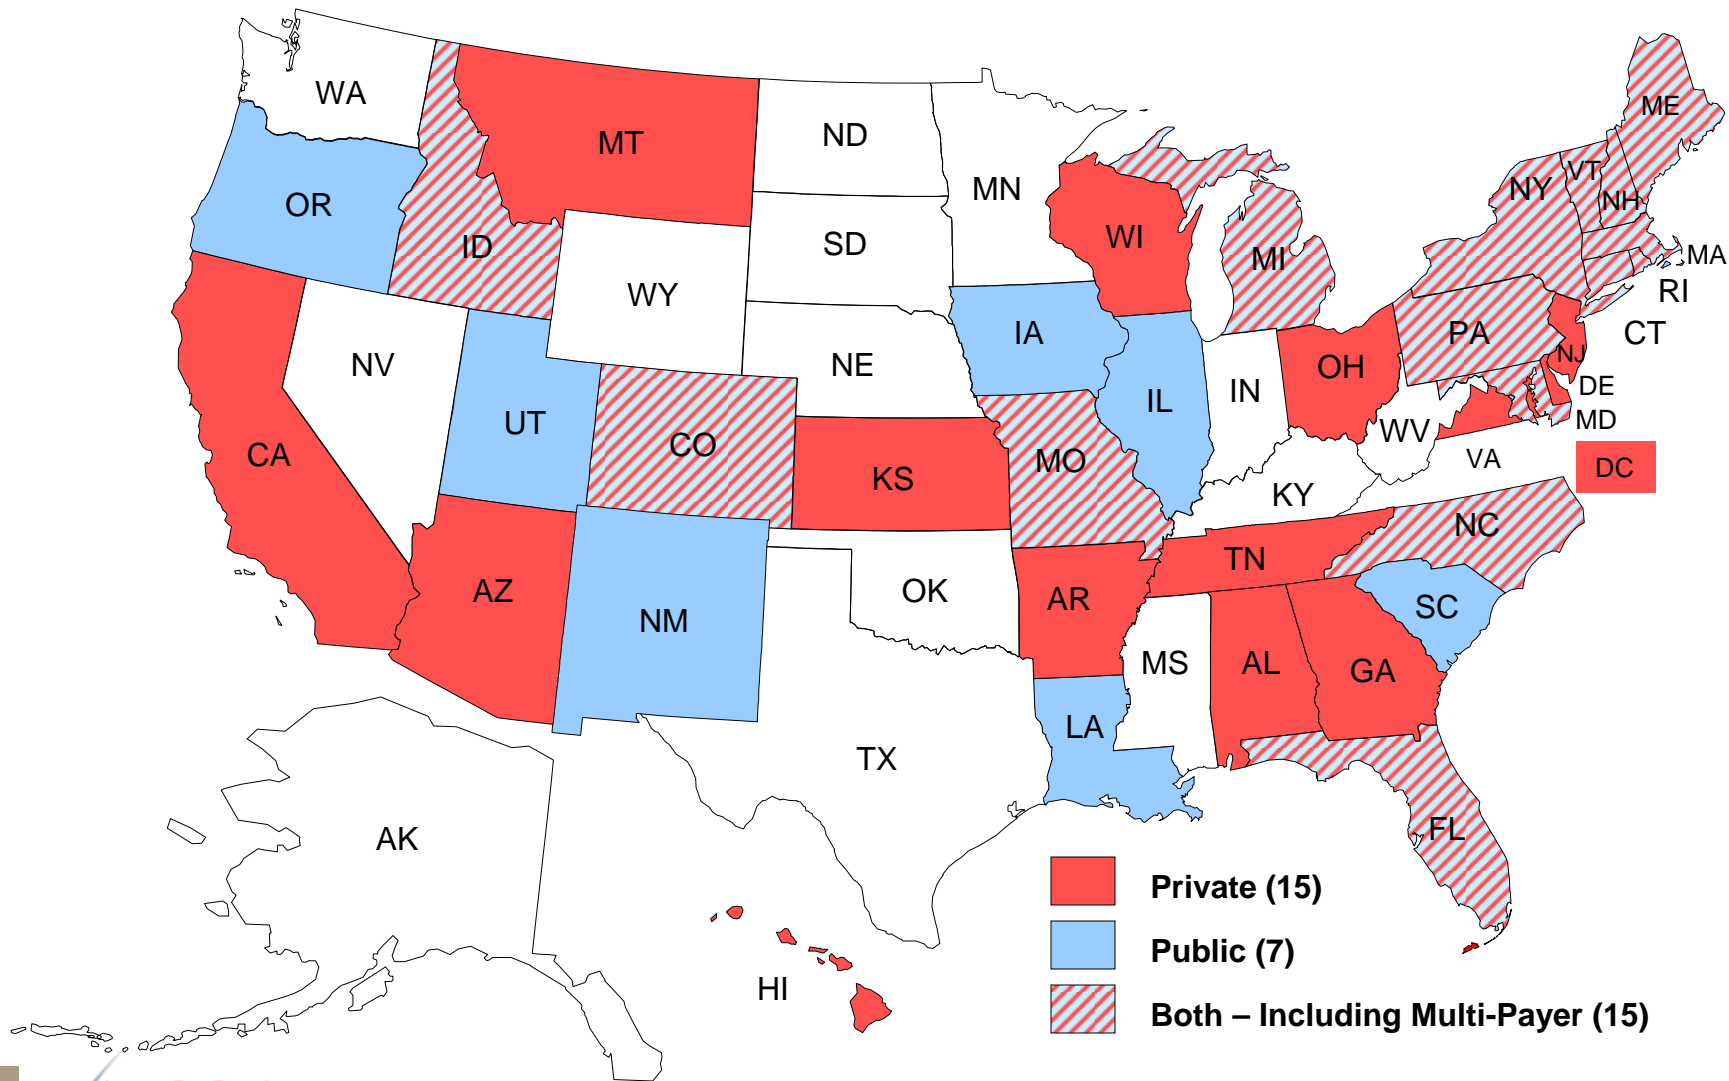 WA
MT
ND
MN
OR
ID
SD
WY
WI
MI
NY
VT
NH
ME
MA
RI
CT
PA
NJ
DE
MD
NV
UT
CO
NE
IA
IL
IN
OH
WV
VA
DC
CA
KS
MO
KY
NC
AZ
NM
OK
AR
TN
SC
MS
AL
GA
LA
TX
FL
AK
HI
Private (15)
Public (7)
Both – Including Multi-Payer (15)